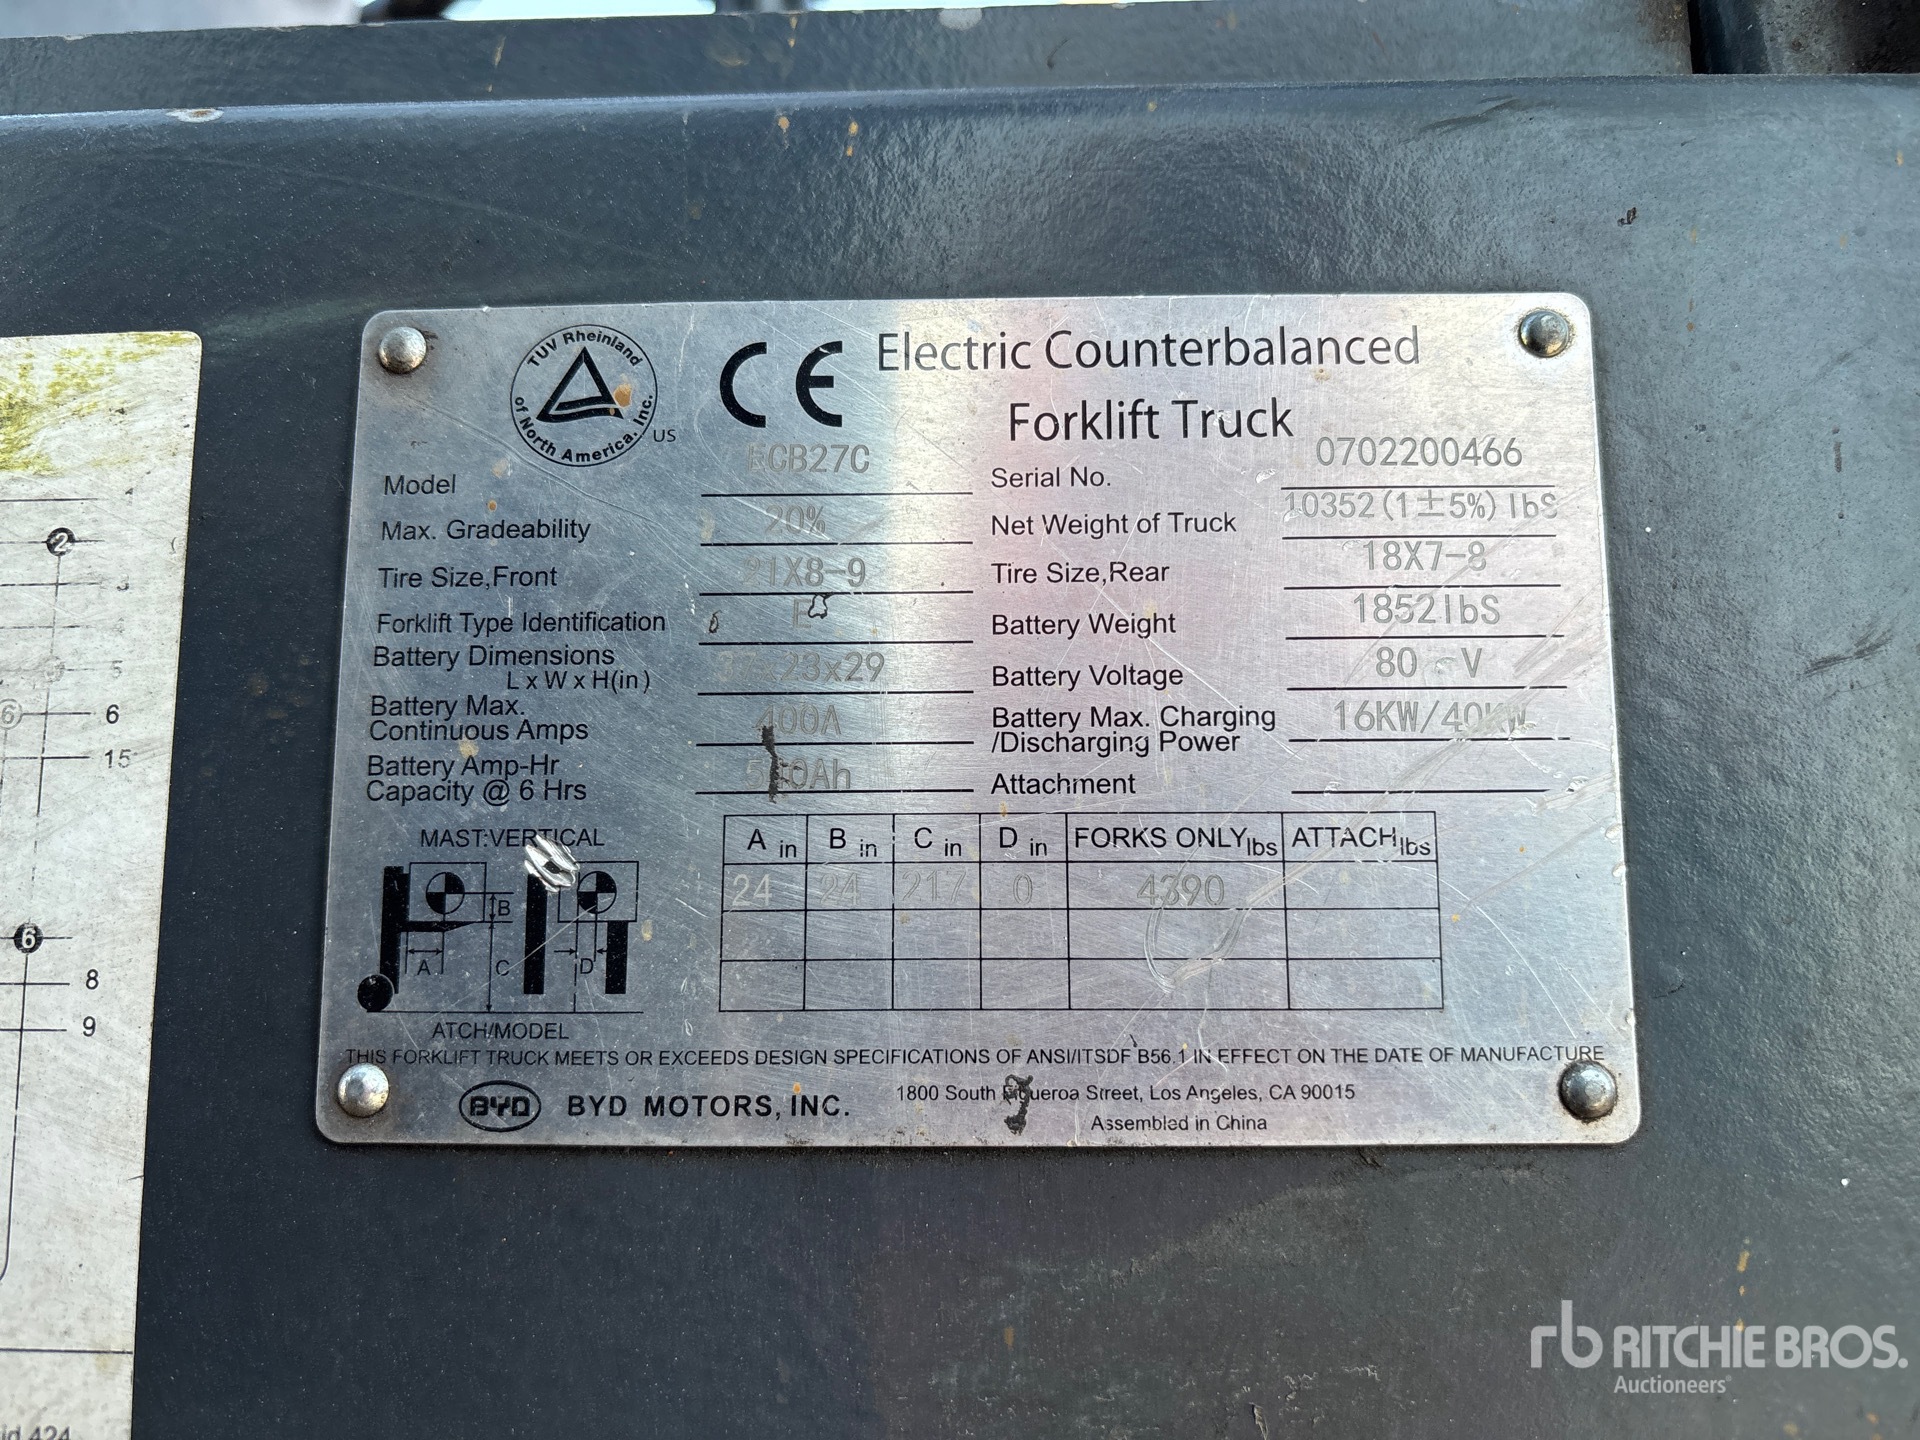 TUV Rheinland
of North America, Inc.
US
CE
Electric Counterbalanced
Forklift Truck
Model ECB27C
Serial No. 0702200466
Max. Gradeability 20%
Net Weight of Truck 10352(1±5%)lbS
Tire Size,Front 21X8-9
Tire Size,Rear 18X7-8
Forklift Type Identification E
Battery Weight 1852lbS
Battery Dimensions
L x W x H(in)
Battery Voltage 80 V
Battery Max.
Continuous Amps 400A
Battery Max. Charging
/Discharging Power 16KW/40KW
Battery Amp-Hr
Capacity @ 6 Hrs
Attachment
MAST:VERTICAL
A in B in C in D in FORKS ONLY lbs ATTACH lbs
24 24 217 0 4390 /
A B C D
ATCH/MODEL
THIS FORKLIFT TRUCK MEETS OR EXCEEDS DESIGN SPECIFICATIONS OF ANSI/ITSDF B56.1 IN EFFECT ON THE DATE OF MANUFACTURE
BYD BYD MOTORS, INC.
1800 South Figueroa Street, Los Angeles, CA 90015
Assembled in China
2
3
5
6 6
15
6
8
9
424
rb RITCHIE BROS.
Auctioneers